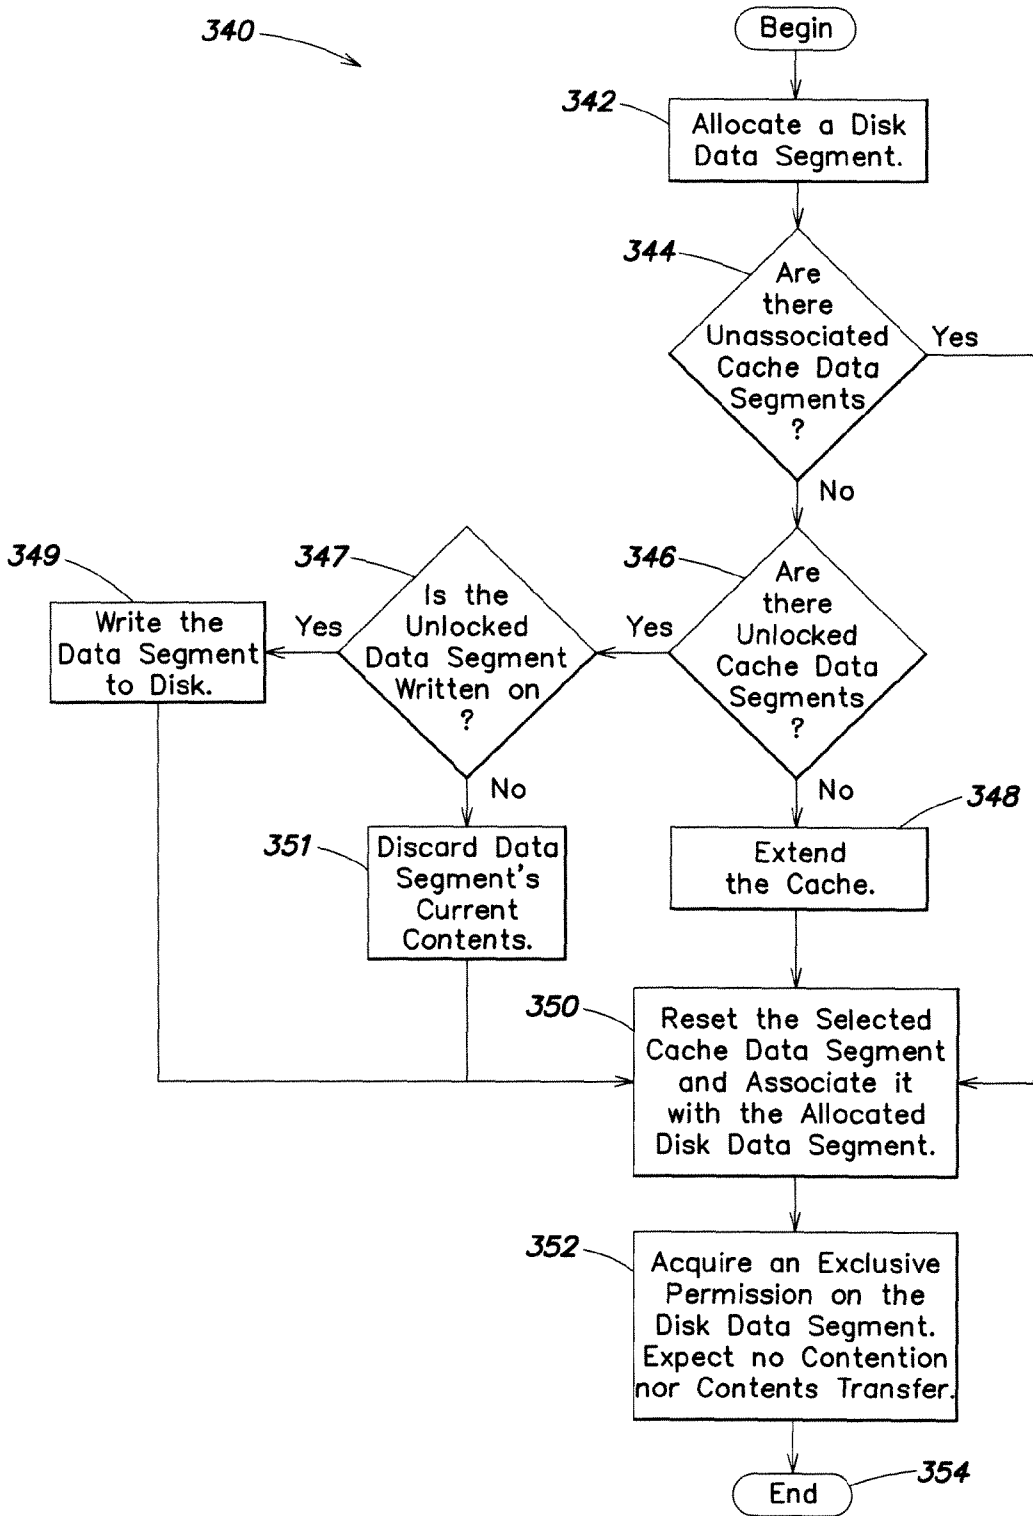 340
Begin
342
Allocate a Disk
Data Segment.
344
Are
there
Unassociated
Cache Data
Segments
?
Yes
No
346
Are
there
Unlocked
Cache Data
Segments
?
Yes
No
347
Is the
Unlocked
Data Segment
Written on
?
Yes
No
349
Write the
Data Segment
to Disk.
351
Discard Data
Segment's
Current
Contents.
348
Extend
the Cache.
350
Reset the Selected
Cache Data Segment
and Associate it
with the Allocated
Disk Data Segment.
352
Acquire an Exclusive
Permission on the
Disk Data Segment.
Expect no Contention
nor Contents Transfer.
End
354